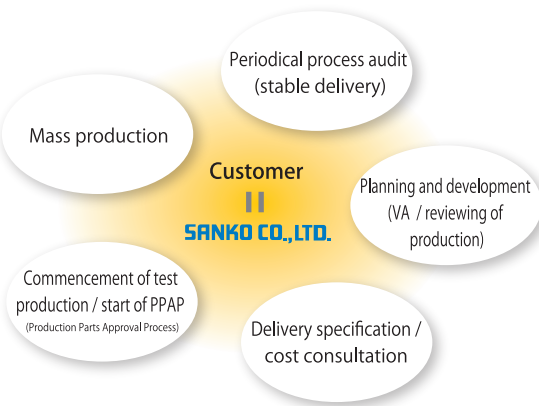 Periodical process audit
(stable delivery)
Mass production
Customer
SANKO CO.,LTD.
Planning and development
(VA / reviewing of
production)
Commencement of test
production / start of PPAP
(Production Parts Approval Process)
Delivery specification /
cost consultation